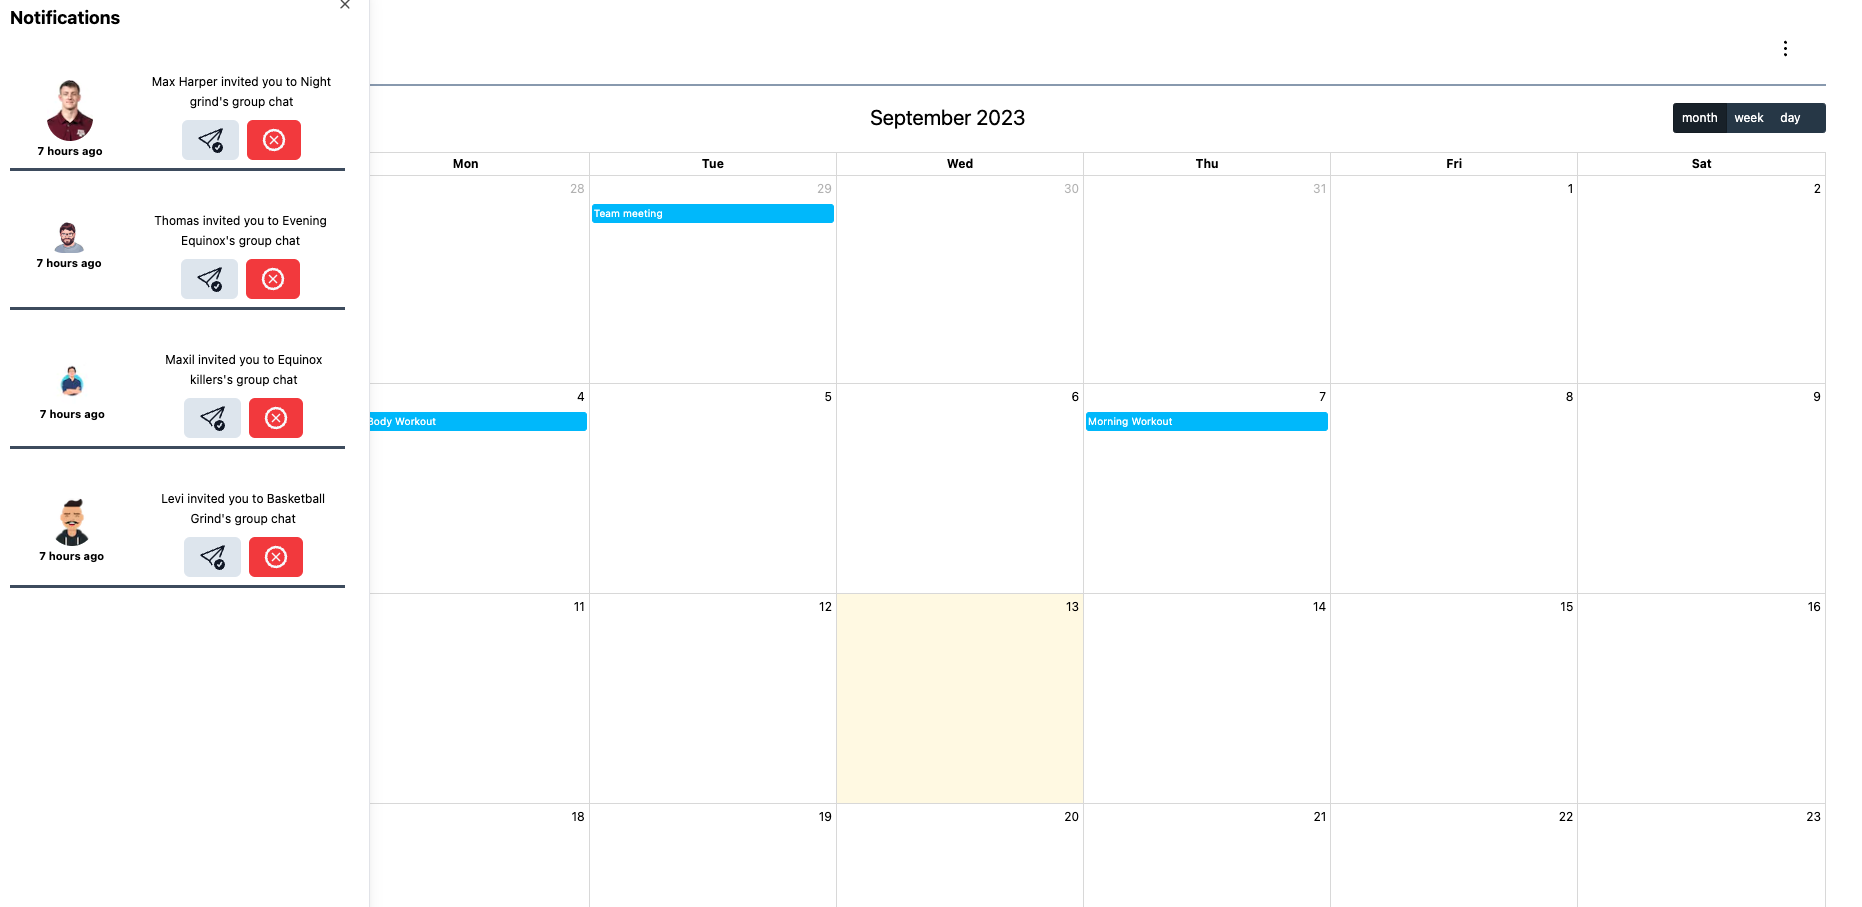 Notifications
Max Harper invited you to Night
grind's group chat
7 hours ago
Thomas invited you to Evening
Equinox's group chat
7 hours ago
Maxil invited you to Equinox
killers's group chat
7 hours ago
Levi invited you to Basketball
Grind's group chat
7 hours ago
September 2023
month week day
Mon Tue Wed Thu Fri Sat
28 29 30 31 1 2
Team meeting
4 5 6 7 8 9
Body Workout Morning Workout
11 12 13 14 15 16
18 19 20 21 22 23